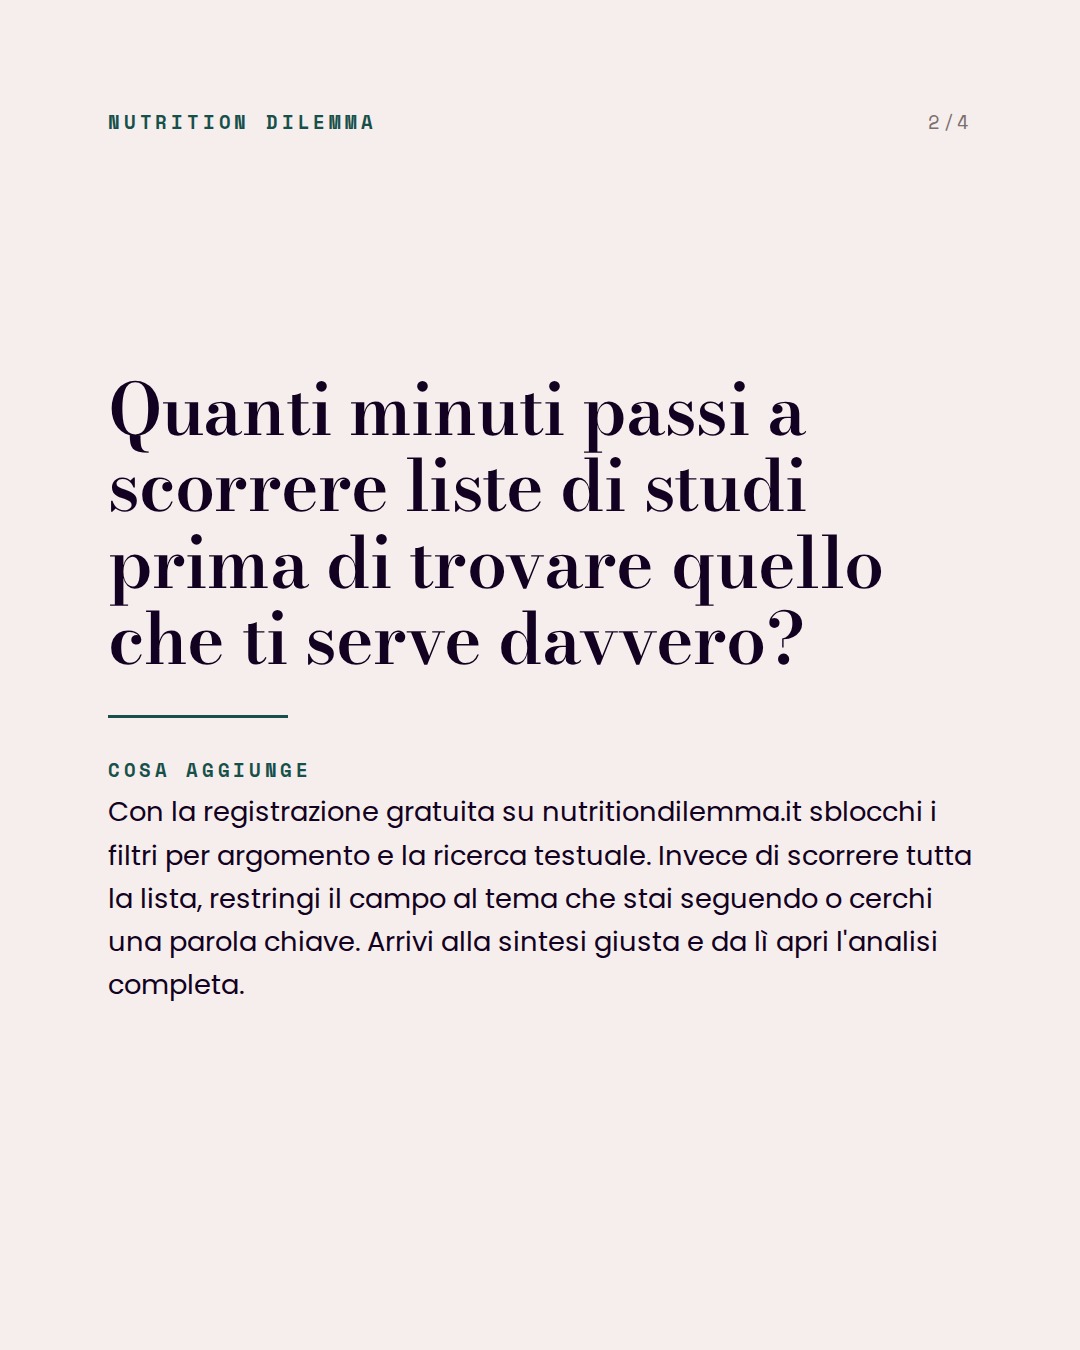 NUTRITION DILEMMA
2/4
Quanti minuti passi a
scorrere liste di studi
prima di trovare quello
che ti serve davvero?
COSA AGGIUNGE
Con la registrazione gratuita su nutritiondilemma.it sblocchi i
filtri per argomento e la ricerca testuale. Invece di scorrere tutta
la lista, restringi il campo al tema che stai seguendo o cerchi
una parola chiave. Arrivi alla sintesi giusta e da lì apri l'analisi
completa.